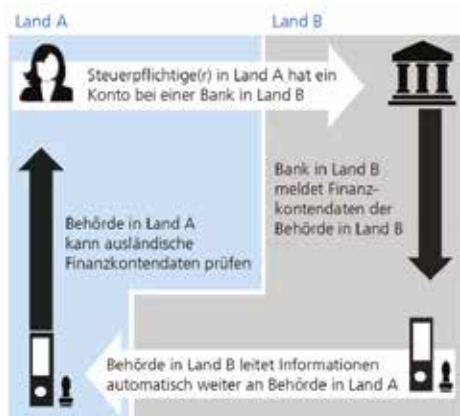 Land A
Land B
Steuerpflichtige(r) in Land A hat ein
Konto bei einer Bank in Land B
Bank in Land B
meldet Finanz-
kontendaten der
Behörde in Land B
Behörde in Land A
kann ausländische
Finanzkontendaten prüfen
Behörde in Land B leitet Informationen
automatisch weiter an Behörde in Land A